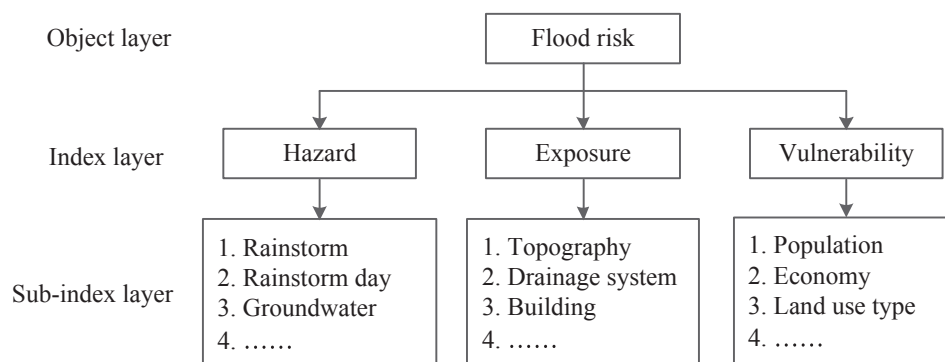 Object layer
Flood risk
Index layer
Hazard
Exposure
Vulnerability
Sub-index layer
1. Rainstorm
2. Rainstorm day
3. Groundwater
4. ……
1. Topography
2. Drainage system
3. Building
4. ……
1. Population
2. Economy
3. Land use type
4. ……